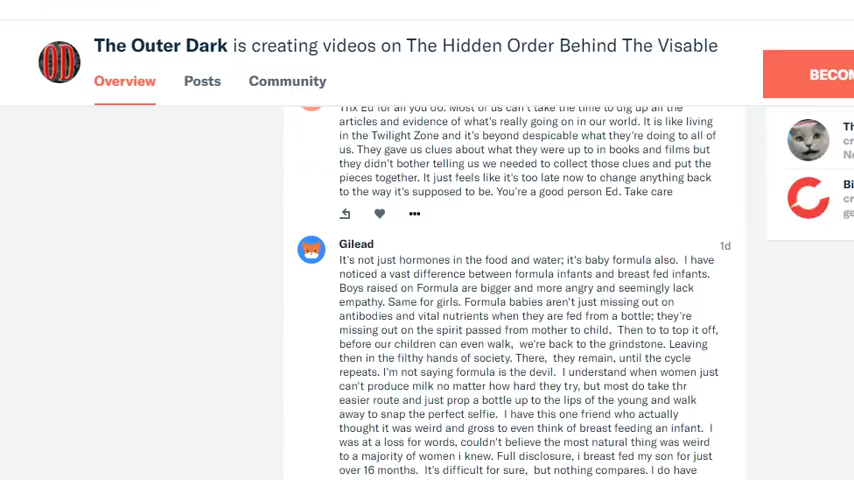 The Outer Dark is creating videos on The Hidden Order Behind The Visable
OD
BECO
Overview Posts Community
Thx Ed for all you do. Most of us can't take the time to dig up all the
articles and evidence of what's really going on in our world. It is like living
in the Twilight Zone and it's beyond despicable what they're doing to all of
us. They gave us clues about what they were up to in books and films but
they didn't bother telling us we needed to collect those clues and put the
pieces together. It just feels like it's too late now to change anything back
to the way it's supposed to be. You're a good person Ed. Take care
Th
cr
Ne
Bi
cr
ge
Gilead
1d
It's not just hormones in the food and water; it's baby formula also. I have
noticed a vast difference between formula infants and breast fed infants.
Boys raised on Formula are bigger and more angry and seemingly lack
empathy. Same for girls. Formula babies aren't just missing out on
antibodies and vital nutrients when they are fed from a bottle; they're
missing out on the spirit passed from mother to child. Then to to top it off,
before our children can even walk, we're back to the grindstone. Leaving
then in the filthy hands of society. There, they remain, until the cycle
repeats. I'm not saying formula is the devil. I understand when women just
can't produce milk no matter how hard they try, but most do take thr
easier route and just prop a bottle up to the lips of the young and walk
away to snap the perfect selfie. I have this one friend who actually
thought it was weird and gross to even think of breast feeding an infant. I
was at a loss for words, couldn't believe the most natural thing was weird
to a majority of women i knew. Full disclosure, i breast fed my son for just
over 16 months. It's difficult for sure, but nothing compares. I do have